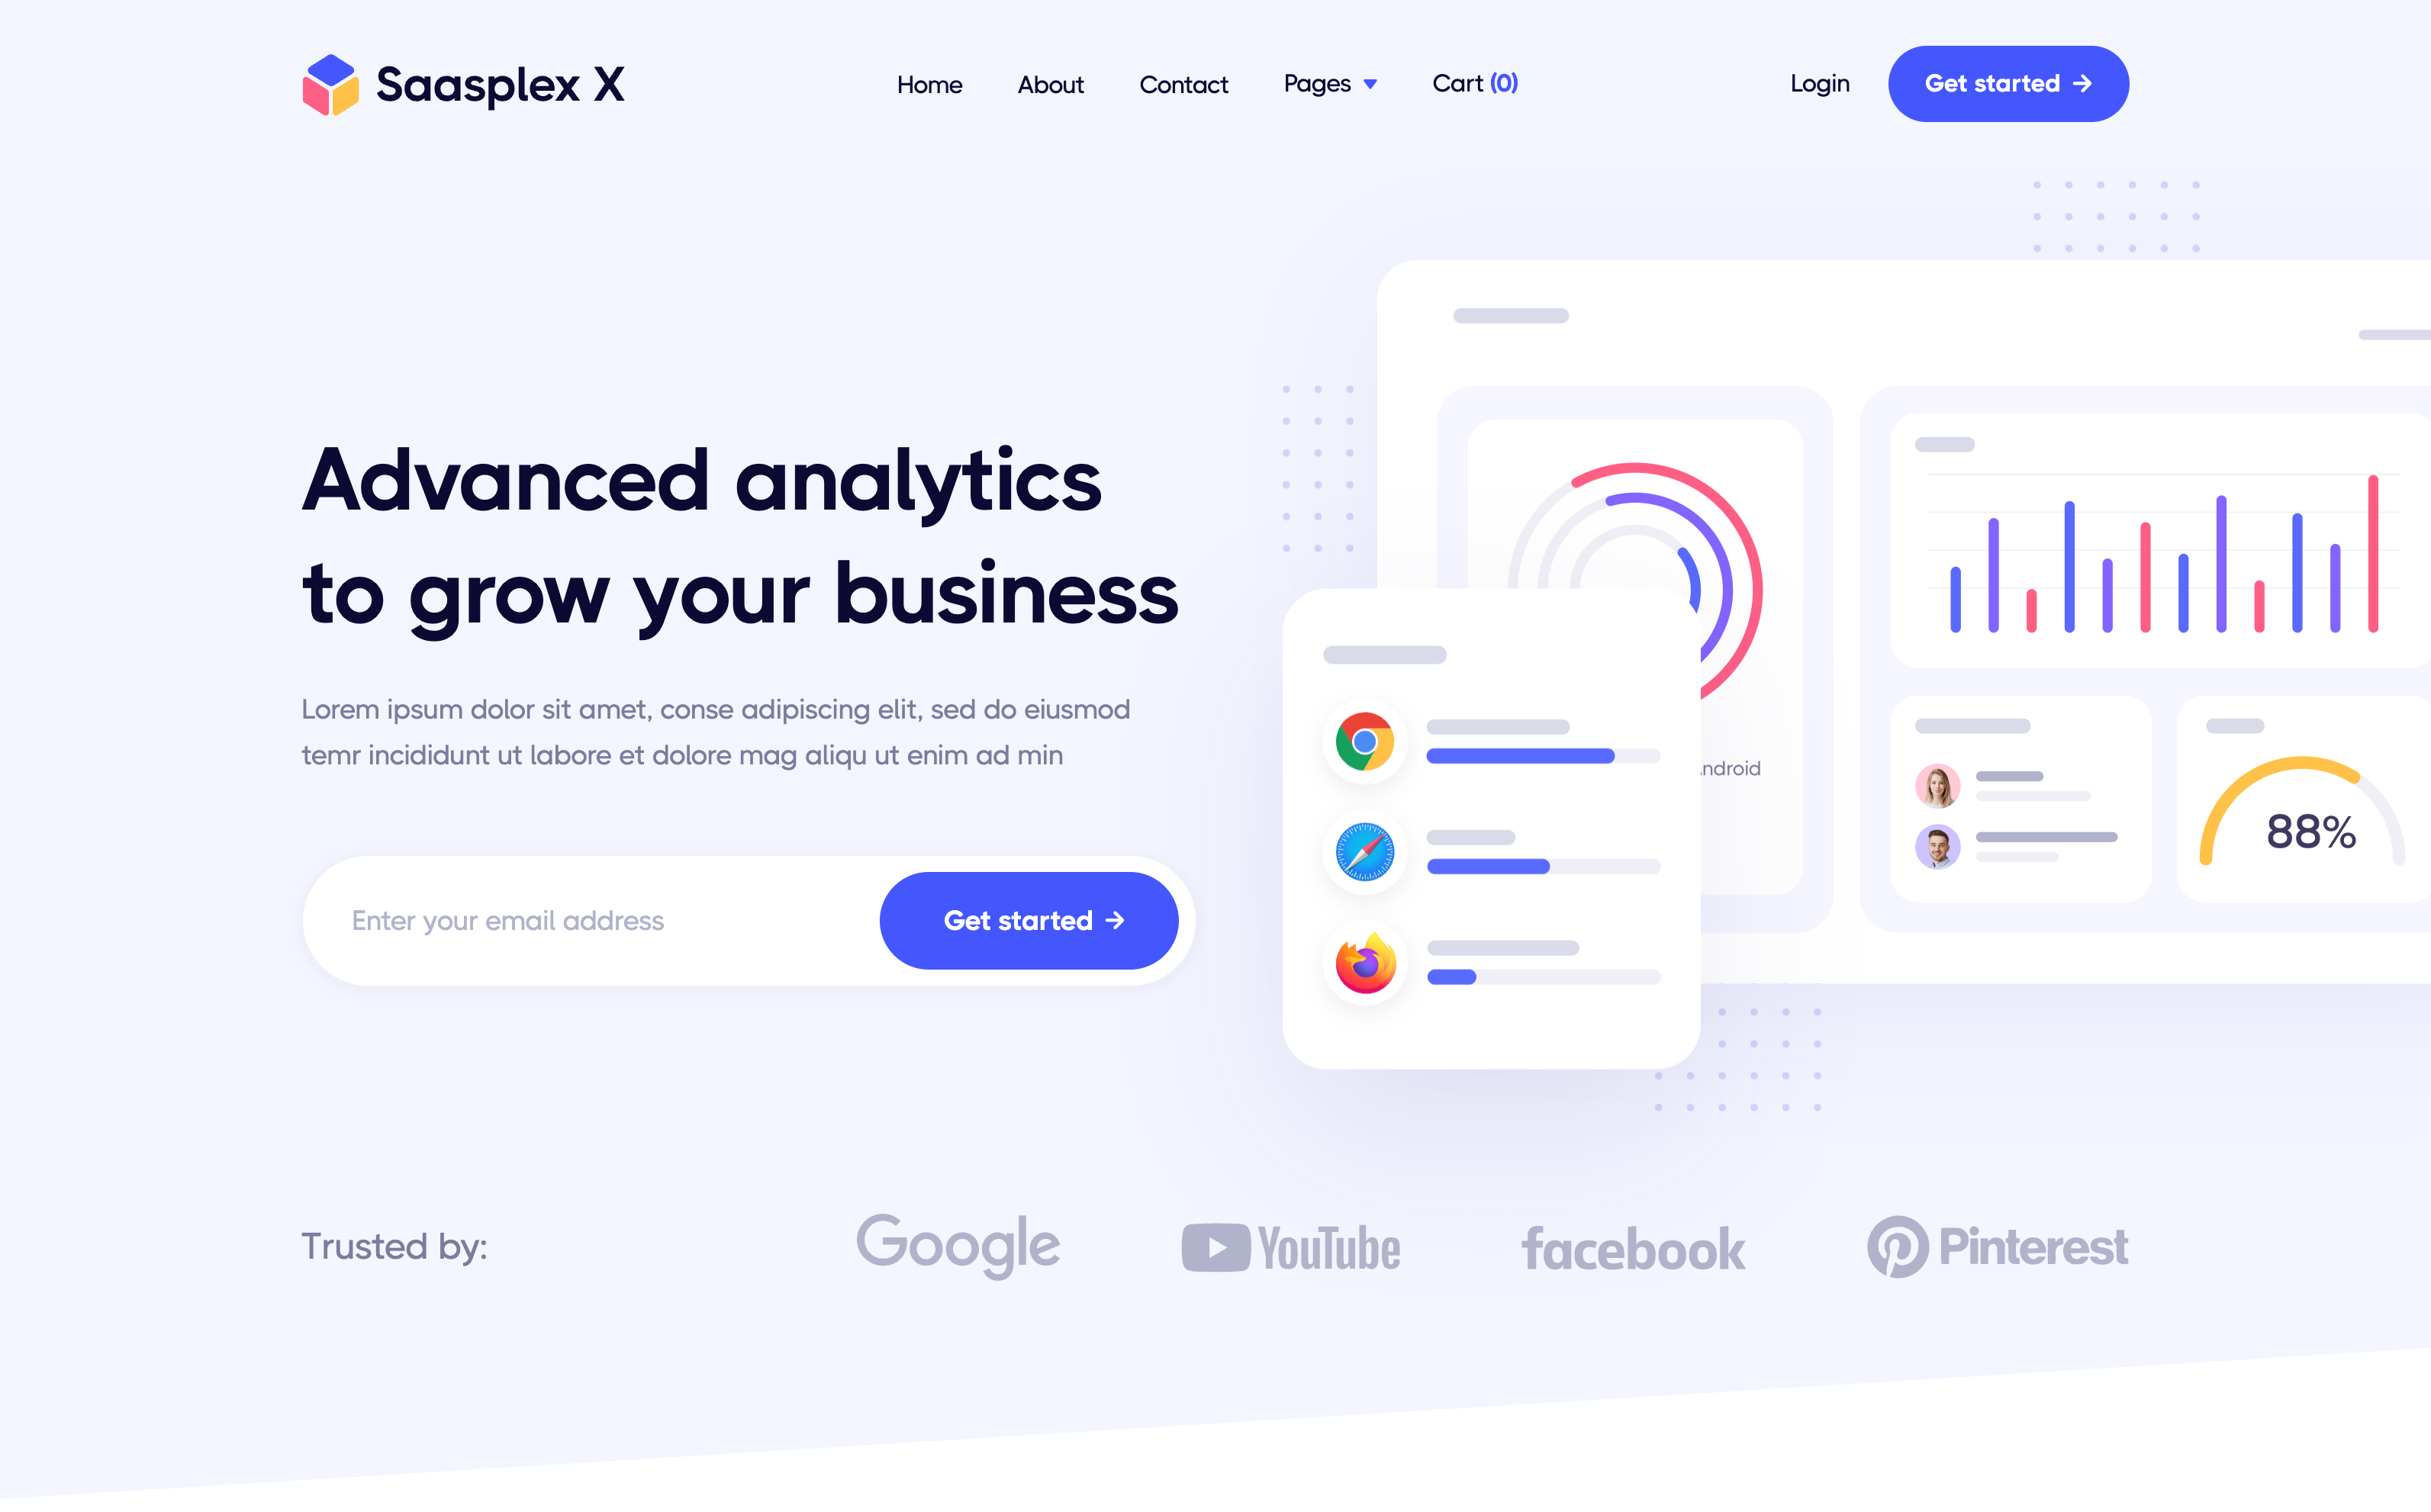 Saasplex X
Home About Contact Pages Cart (0) Login Get started
Advanced analytics
to grow your business
Lorem ipsum dolor sit amet, conse adipiscing elit, sed do eiusmod
temr incididunt ut labore et dolore mag aliqu ut enim ad min
Enter your email address
Get started
ndroid
88%
Trusted by:
Google
YouTube
facebook
Pinterest